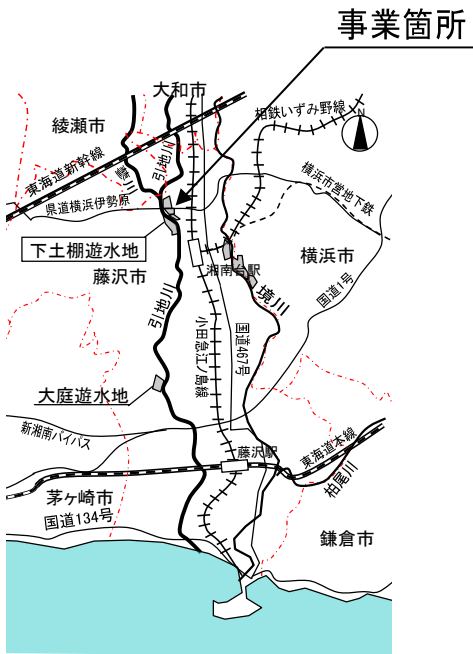 事業箇所
大和市
相鉄いずみ野線
N
綾瀬市
東海道新幹線
蓼川
引地川
県道横浜伊勢原
横浜市営地下鉄
下土棚遊水地
湘南台駅
横浜市
藤沢市
境川
国道1号
引地川
小田急江ノ島線
国道467号
大庭遊水地
新湘南バイパス
藤沢駅
東海道本線
柏尾川
茅ヶ崎市
国道134号
鎌倉市